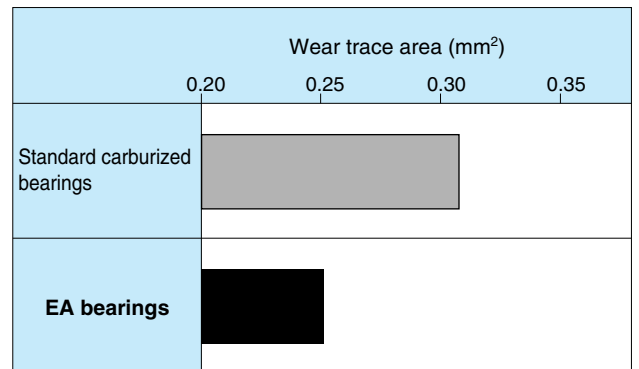 Wear trace area (mm²)
0.20 0.25 0.30 0.35
Standard carburized
bearings
EA bearings